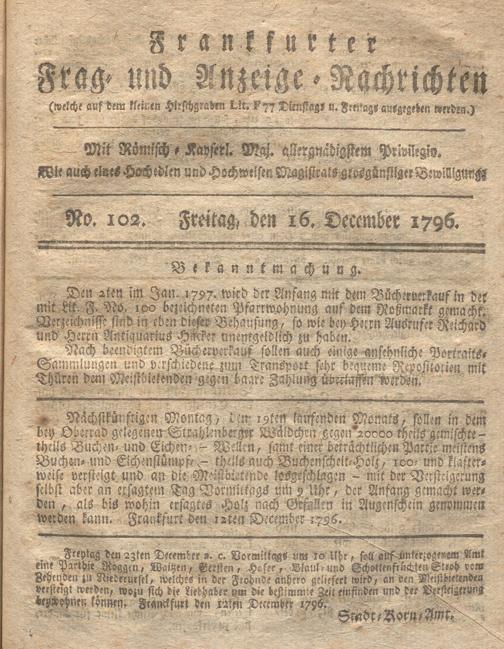 Frankfurter
Frag- und Anzeige-Nachrichten
(welche auf dem kleinen Hirschgraben Lit. F 77 Dienstags u. Freitags ausgegeben werden.)
Mit Römisch-Kayserl. Maj. allergnädigstem Privilegio.
Wie auch eines Hochedlen und Hochweisen Magistrats grosgünstiger Bewilligung.
No. 102. Freitag, den 16. December 1796.
Bekanntmachung.
Den 2ten im Jan. 1797. wird der Anfang mit dem Bücherverkauf in der
mit Lit. F. No. 100 bezeichneten Pfarrwohnung auf dem Roßmarkt gemacht.
Verzeichnisse sind in eben dieser Behausung, so wie bey Herrn Ausrufer Reichard
und Herrn Antiquarius Häcker unentgeldlich zu haben.
Nach beendigtem Bücherverkauf sollen auch einige ansehnliche Portraits-
Sammlungen und verschiedene zum Transport sehr bequeme Repositorien mit
Thüren dem Meistbietenden gegen baare Zahlung überlassen werden.
Nächstkünftigen Montag, den 19ten laufenden Monats, sollen in dem
bey Oberrad gelegenen Strahlenberger Wäldchen gegen 20000 theils gemischte-
theils Buchen- und Eichen- - Wellen, samt einer beträchtlichen Partie meistens
Buchen- und Eichenstümpfe - theils auch Buchenscheit-Holz, 100- und klafter-
weise versteigt und an die Meistbietende losgeschlagen - mit der Versteigerung
selbst aber an ersagtem Tag Vormittags um 9 Uhr, der Anfang gemacht wer-
den, als bis wohin ersagtes Holz nach Gefallen in Augenschein genommen
werden kann. Frankfurt den 12ten December 1796.
Freytag den 23ten December a. c. Vormittags um 10 Uhr, soll auf unterzogenem Amt
eine Parthie Roggen, Waitzen, Gersten, Hafer, Blaul- und Schottenfrüchten Stroh vom
Zehenden zu Niederursel, welches in der Frohnde anhero geliefert wird, an den Meistbietenden
versteigt werden, wozu sich die Liebhaber um die bestimmte Zeit einfinden und der Versteigerung
beywohnen können. Franckfurt den 12ten December 1796.
Stadt-Korn-Amt.